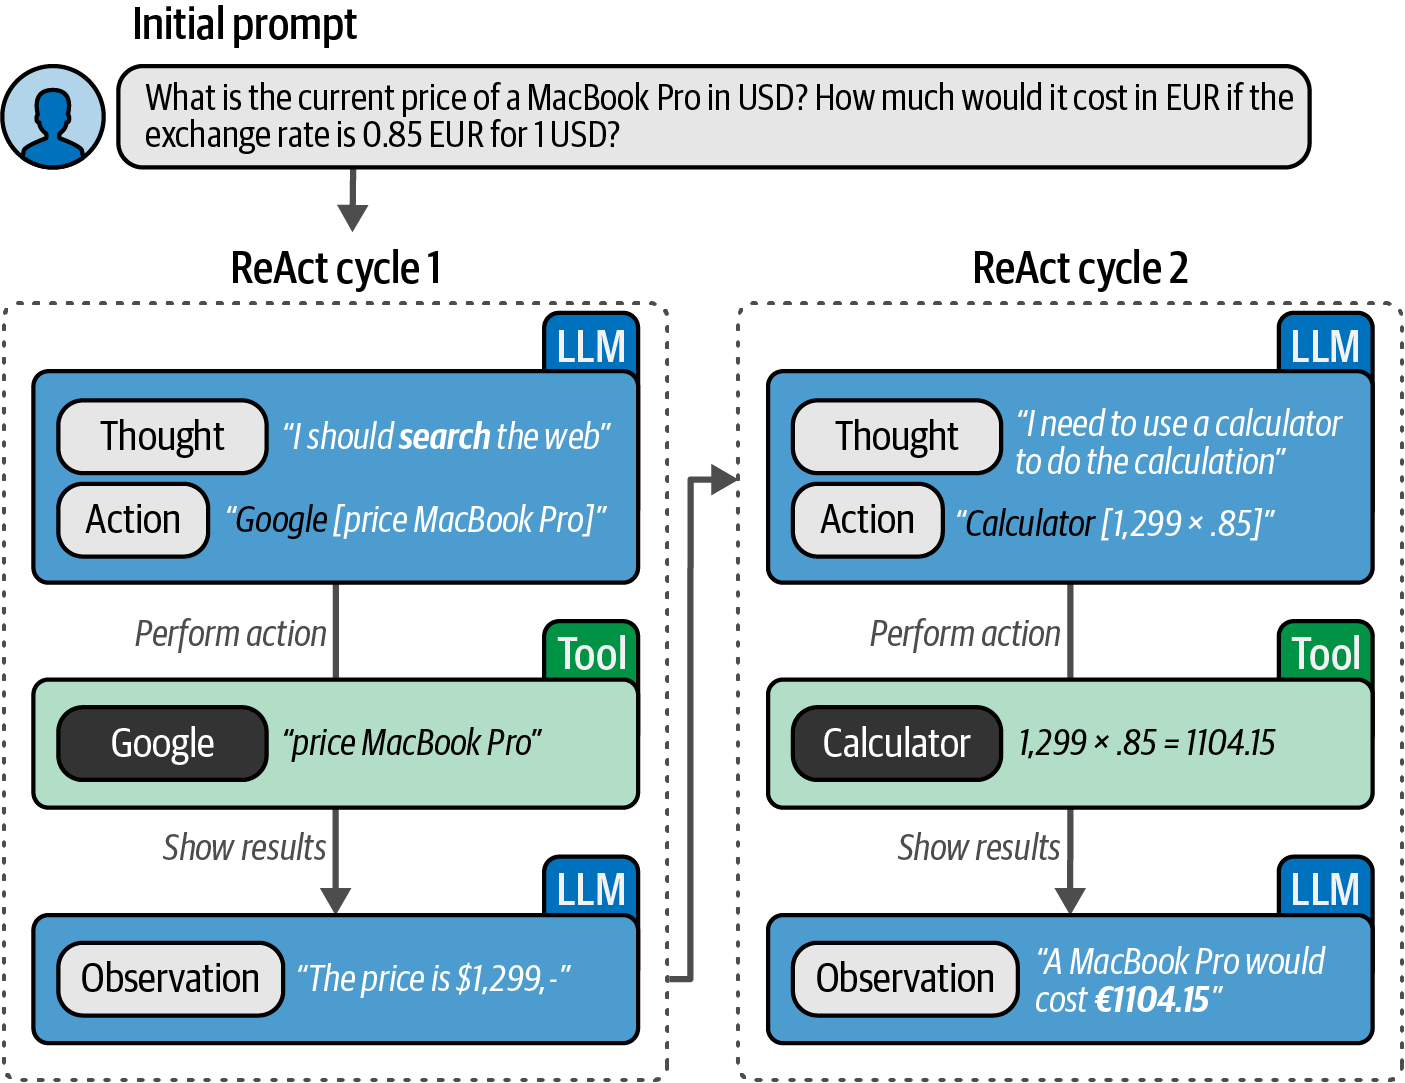 Initial prompt
What is the current price of a MacBook Pro in USD? How much would it cost in EUR if the
exchange rate is 0.85 EUR for 1 USD?
ReAct cycle 1
LLM
Thought
“I should search the web”
Action
“Google [price MacBook Pro]”
Perform action
Tool
Google
“price MacBook Pro”
Show results
LLM
Observation
“The price is $1,299,-”
ReAct cycle 2
LLM
Thought
“I need to use a calculator
to do the calculation”
Action
“Calculator [1,299 × .85]”
Perform action
Tool
Calculator
1,299 × .85 = 1104.15
Show results
LLM
Observation
“A MacBook Pro would
cost €1104.15”